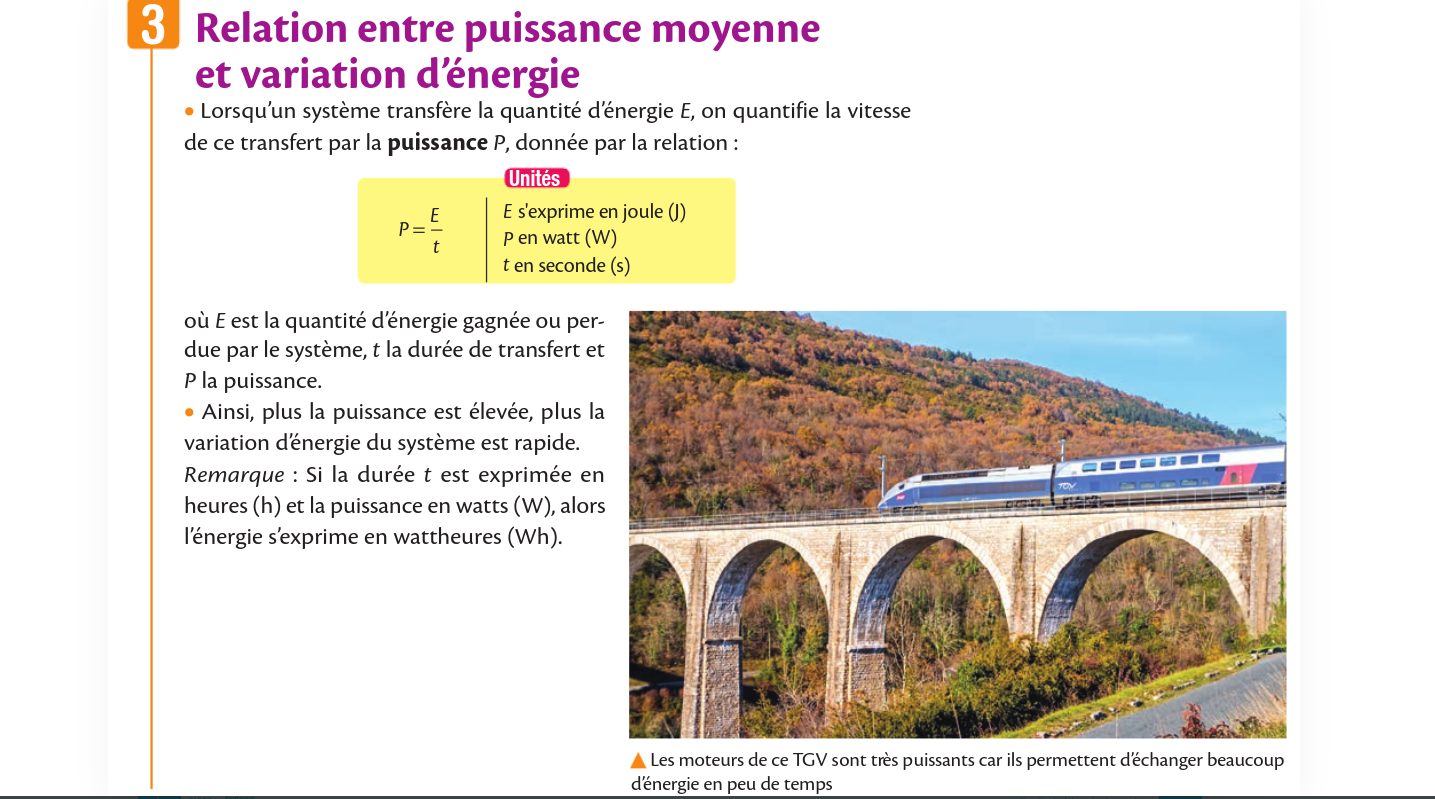 3 Relation entre puissance moyenne
et variation d’énergie
• Lorsqu’un système transfère la quantité d’énergie E, on quantifie la vitesse
de ce transfert par la puissance P, donnée par la relation :
Unités
P = E/t
E s'exprime en joule (J)
P en watt (W)
t en seconde (s)
où E est la quantité d’énergie gagnée ou per-
due par le système, t la durée de transfert et
P la puissance.
• Ainsi, plus la puissance est élevée, plus la
variation d’énergie du système est rapide.
Remarque : Si la durée t est exprimée en
heures (h) et la puissance en watts (W), alors
l’énergie s’exprime en wattheures (Wh).
TGV
▲ Les moteurs de ce TGV sont très puissants car ils permettent d’échanger beaucoup
d’énergie en peu de temps